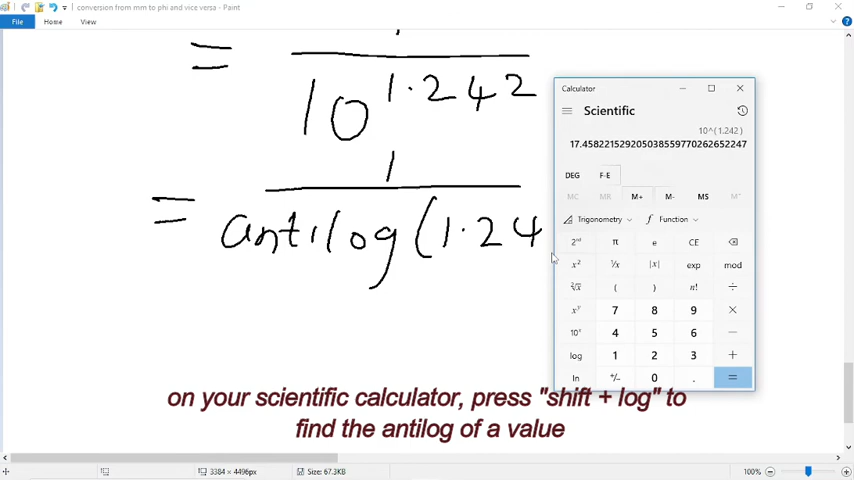 conversion from mm to phi and vice versa - Paint
File Home View
=
10^1.242
Calculator
Scientific
10^(1.242)
17.458221529205038559770262652247
DEG F-E
MC MR M+ M- MS M˅
Trigonometry Function
1
= antilog(1.24
2ⁿᵈ π e CE
x² ¹/x |x| exp mod
²√x ( ) n! ÷
xʸ 7 8 9 ×
10ˣ 4 5 6 −
log 1 2 3 +
ln +/− 0 . =
on your scientific calculator, press "shift + log" to
find the antilog of a value
3384 × 4496px Size: 67.3KB 100%